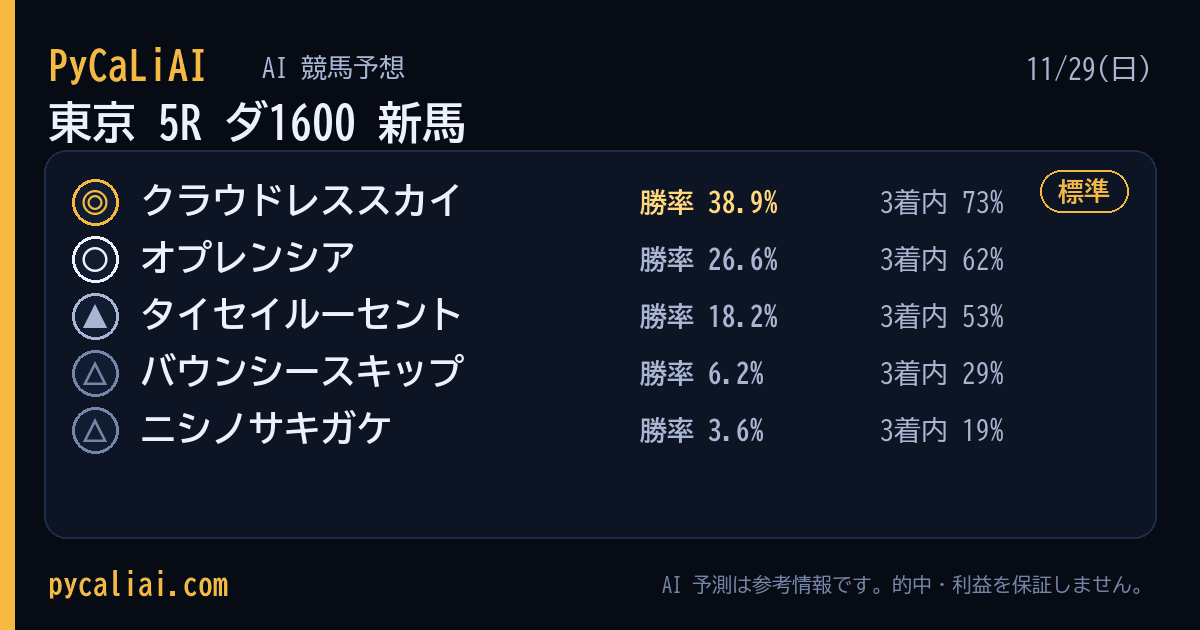 PyCaLiAI AI 競馬予想 11/29(日)
東京 5R ダ1600 新馬
◎ クラウドレススカイ 勝率 38.9% 3着内 73% 標準
○ オプレンシア 勝率 26.6% 3着内 62%
▲ タイセイルーセント 勝率 18.2% 3着内 53%
△ バウンシースキップ 勝率 6.2% 3着内 29%
△ ニシノサキガケ 勝率 3.6% 3着内 19%
pycaliai.com AI 予測は参考情報です。的中・利益を保証しません。